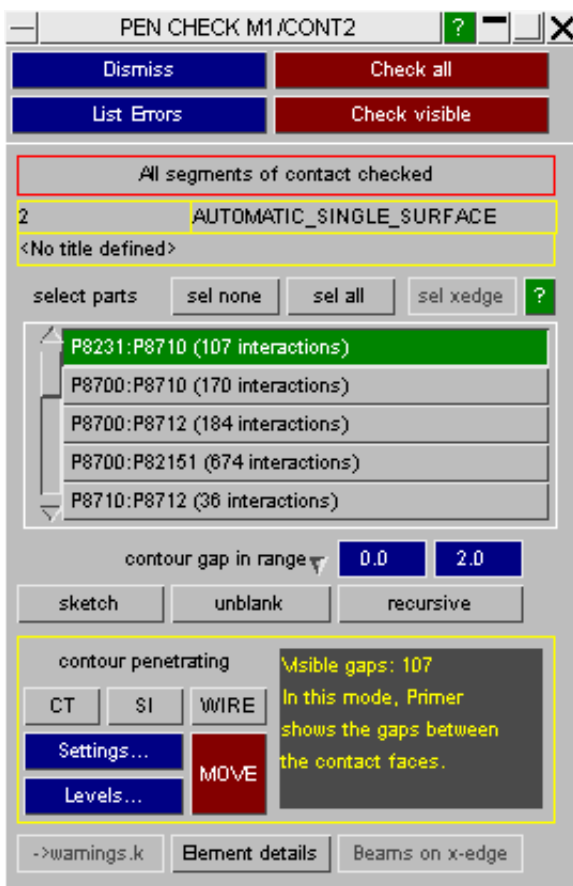 PEN CHECK M1/CONT2 ?
Dismiss Check all
List Errors Check visible
All segments of contact checked
2 AUTOMATIC_SINGLE_SURFACE
<No title defined>
select parts sel none sel all sel xedge ?
P8231:P8710 (107 interactions)
P8700:P8710 (170 interactions)
P8700:P8712 (184 interactions)
P8700:P82151 (674 interactions)
P8710:P8712 (36 interactions)
contour gap in range 0.0 2.0
sketch unblank recursive
contour penetrating
CT SI WIRE
Settings...
Levels...
MOVE
Visible gaps: 107
In this mode, Primer
shows the gaps between
the contact faces.
->warnings.k Element details Beams on x-edge